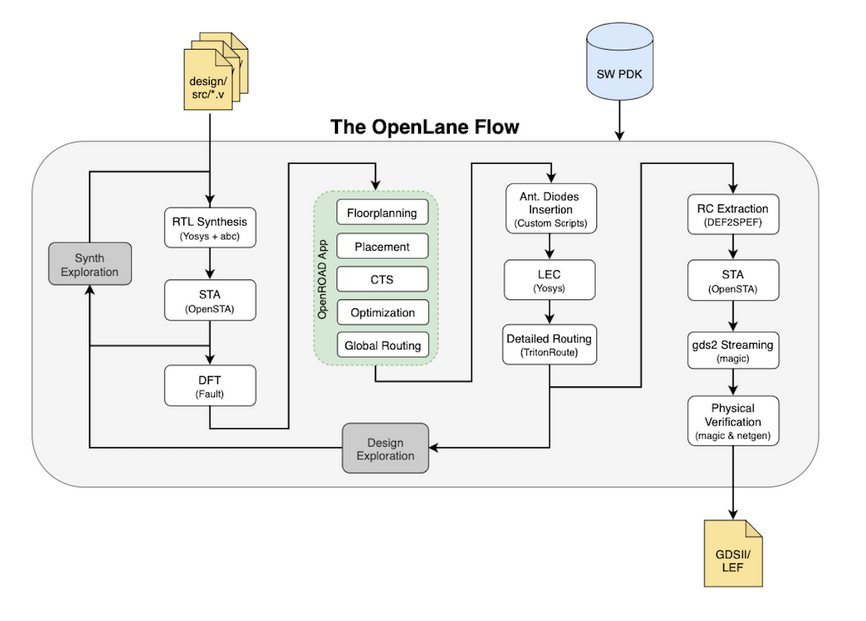 design/
src/*.v
SW PDK
The OpenLane Flow
RTL Synthesis
(Yosys + abc)
Synth
Exploration
STA
(OpenSTA)
DFT
(Fault)
OpenROAD App
Floorplanning
Placement
CTS
Optimization
Global Routing
Design
Exploration
Ant. Diodes
Insertion
(Custom Scripts)
LEC
(Yosys)
Detailed Routing
(TritonRoute)
RC Extraction
(DEF2SPEF)
STA
(OpenSTA)
gds2 Streaming
(magic)
Physical
Verification
(magic & netgen)
GDSII/
LEF